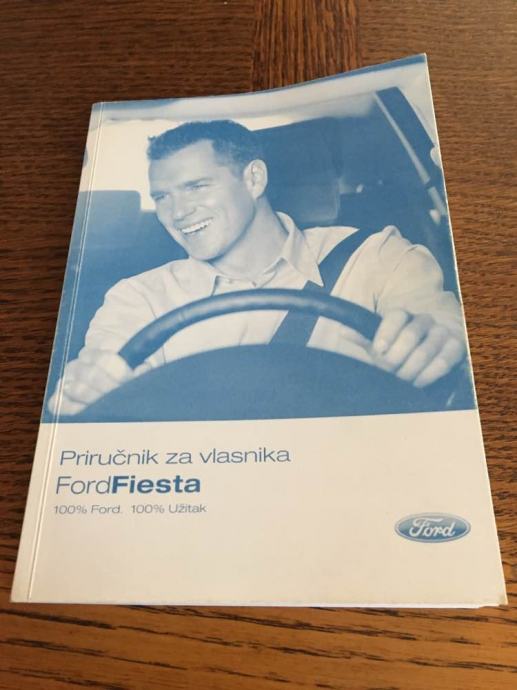 Priručnik za vlasnika
FordFiesta
100% Ford. 100% Užitak
Ford